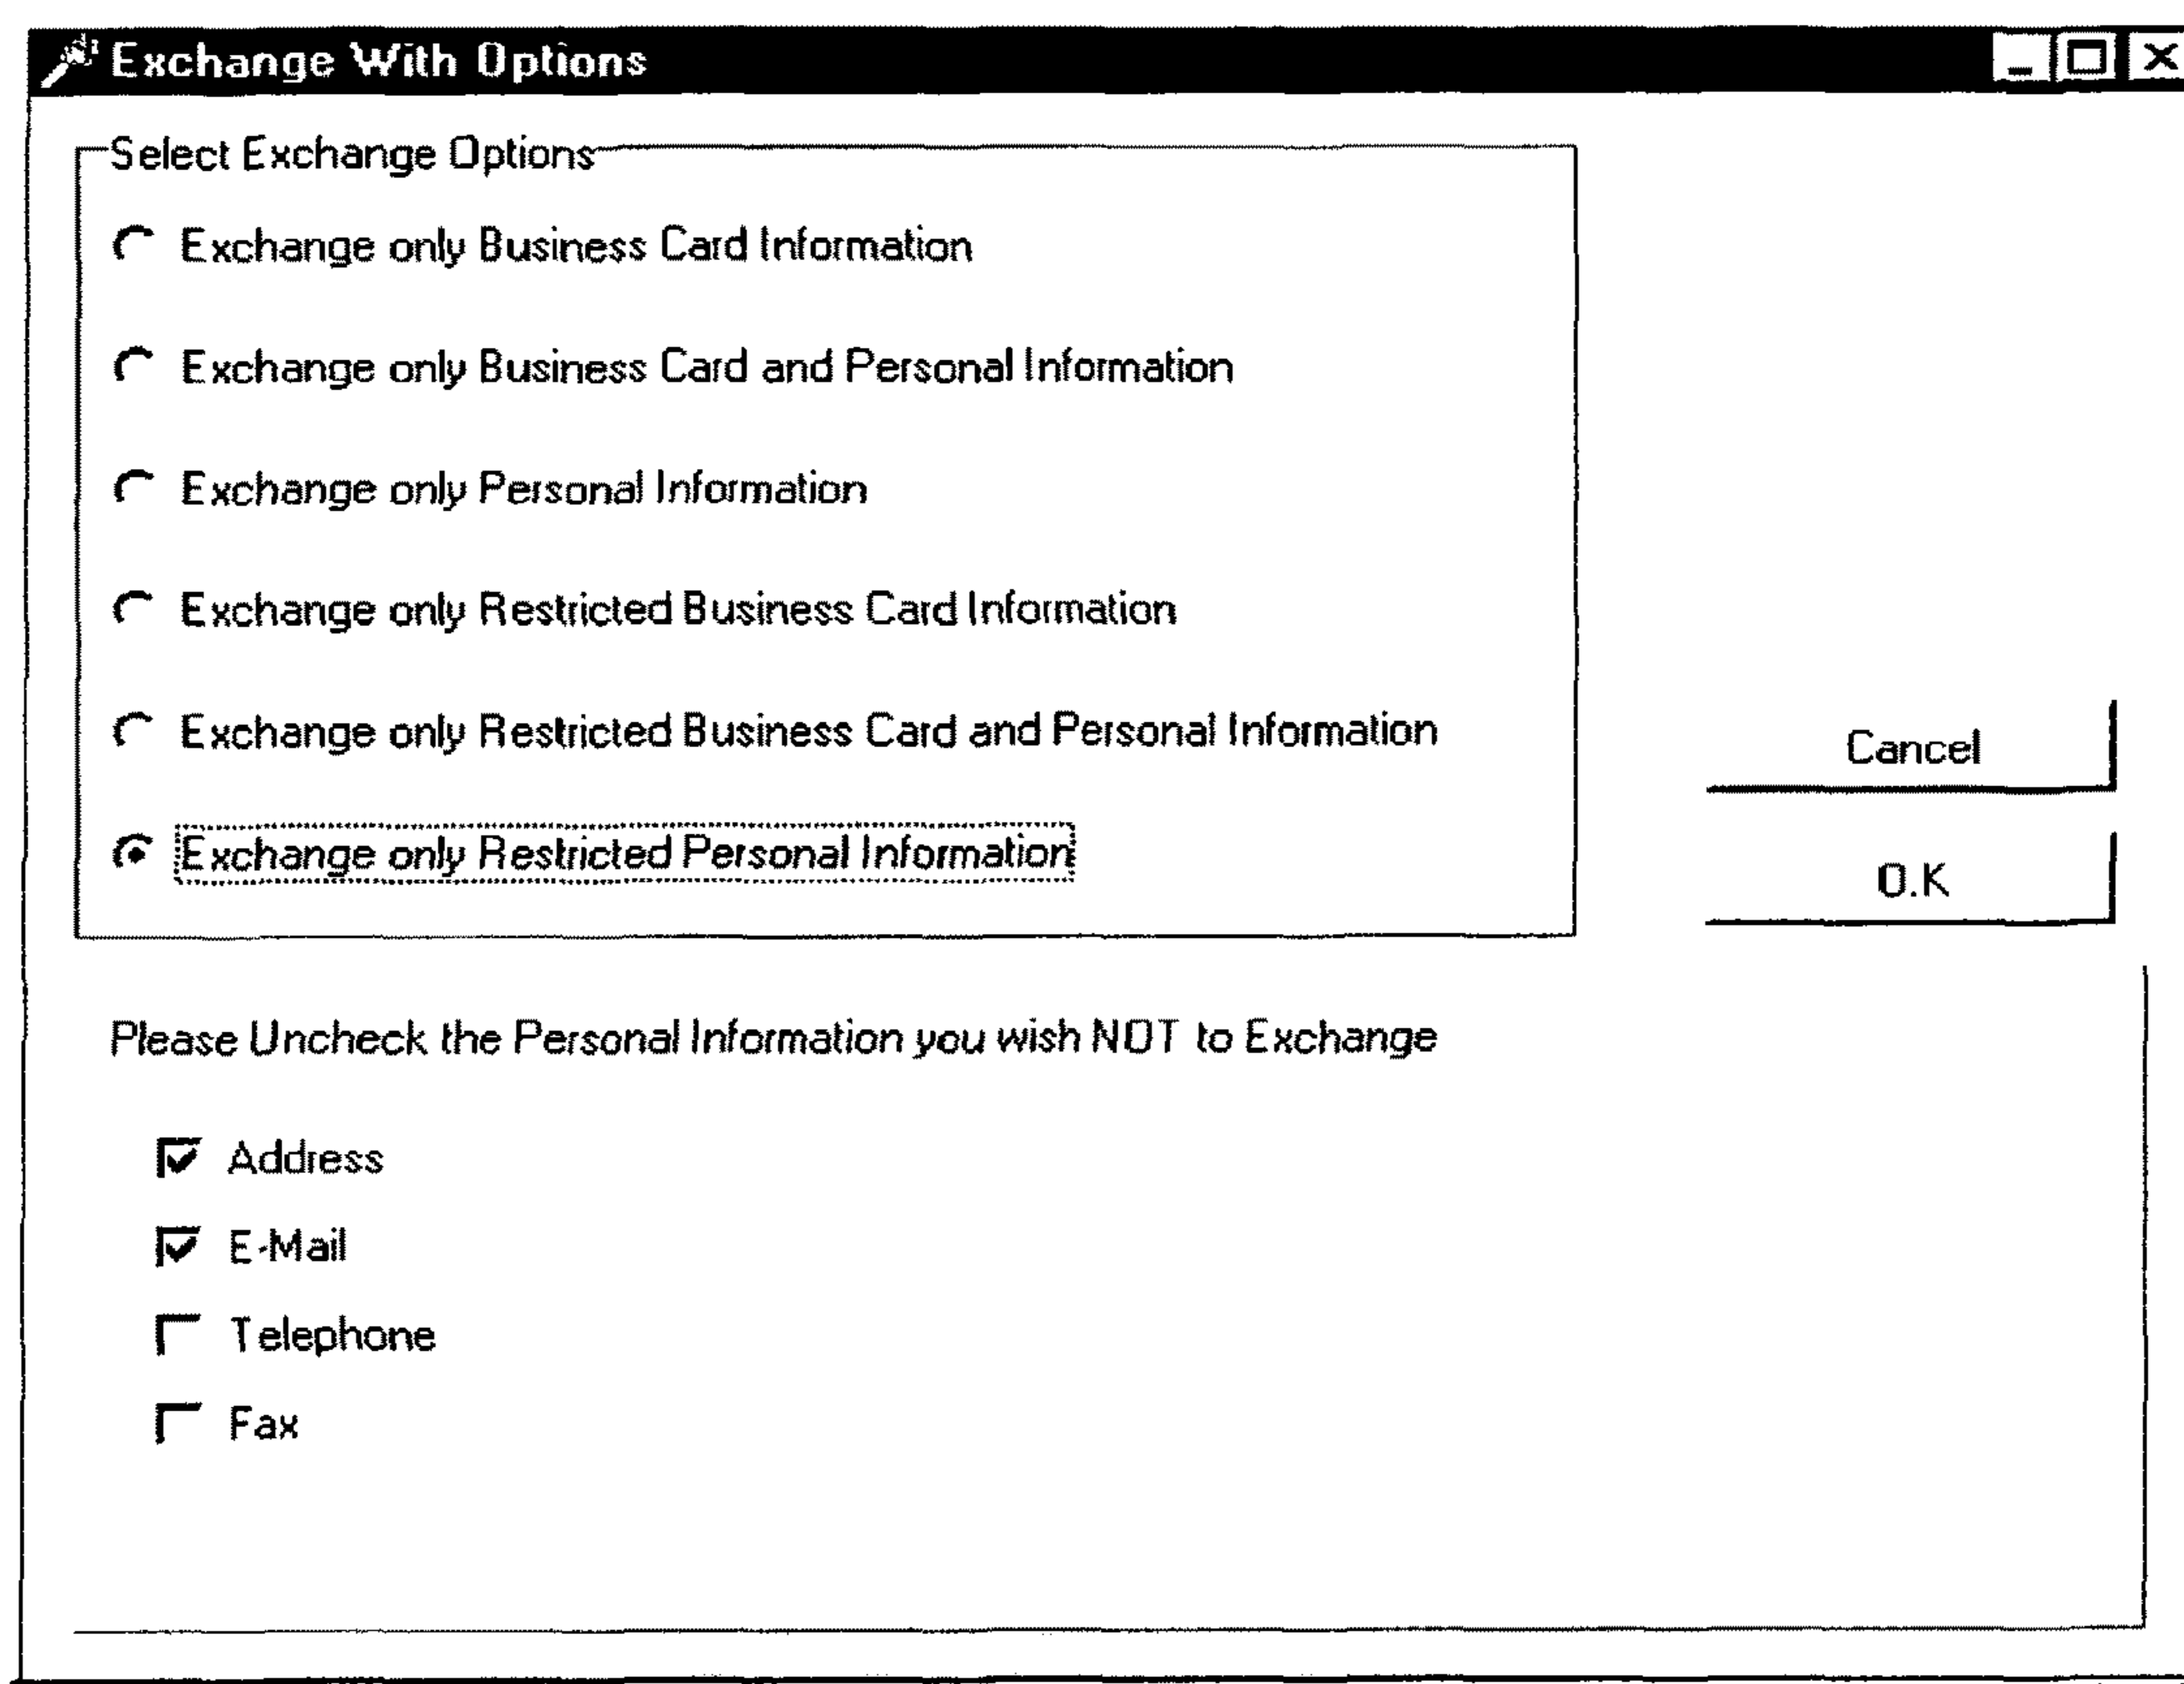 Exchange With Options
Select Exchange Options
Exchange only Business Card Information
Exchange only Business Card and Personal Information
Exchange only Personal Information
Exchange only Restricted Business Card Information
Exchange only Restricted Business Card and Personal Information
Cancel
Exchange only Restricted Personal Information
O.K
Please Uncheck the Personal Information you wish NOT to Exchange
Address
E-Mail
Telephone
Fax